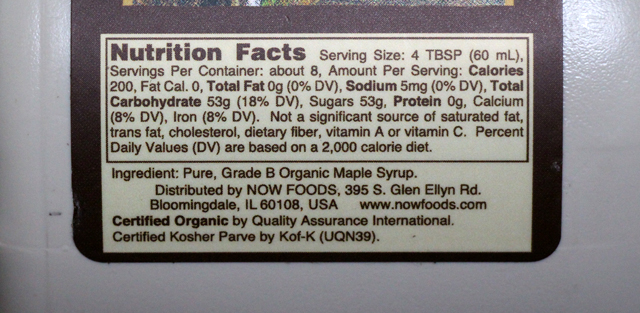 Nutrition Facts Serving Size: 4 TBSP (60 mL),
Servings Per Container: about 8, Amount Per Serving: Calories
200, Fat Cal. 0, Total Fat 0g (0% DV), Sodium 5mg (0% DV), Total
Carbohydrate 53g (18% DV), Sugars 53g, Protein 0g, Calcium
(8% DV), Iron (8% DV). Not a significant source of saturated fat,
trans fat, cholesterol, dietary fiber, vitamin A or vitamin C. Percent
Daily Values (DV) are based on a 2,000 calorie diet.
Ingredient: Pure, Grade B Organic Maple Syrup.
Distributed by NOW FOODS, 395 S. Glen Ellyn Rd.
Bloomingdale, IL 60108, USA www.nowfoods.com
Certified Organic by Quality Assurance International.
Certified Kosher Parve by Kof-K (UQN39).